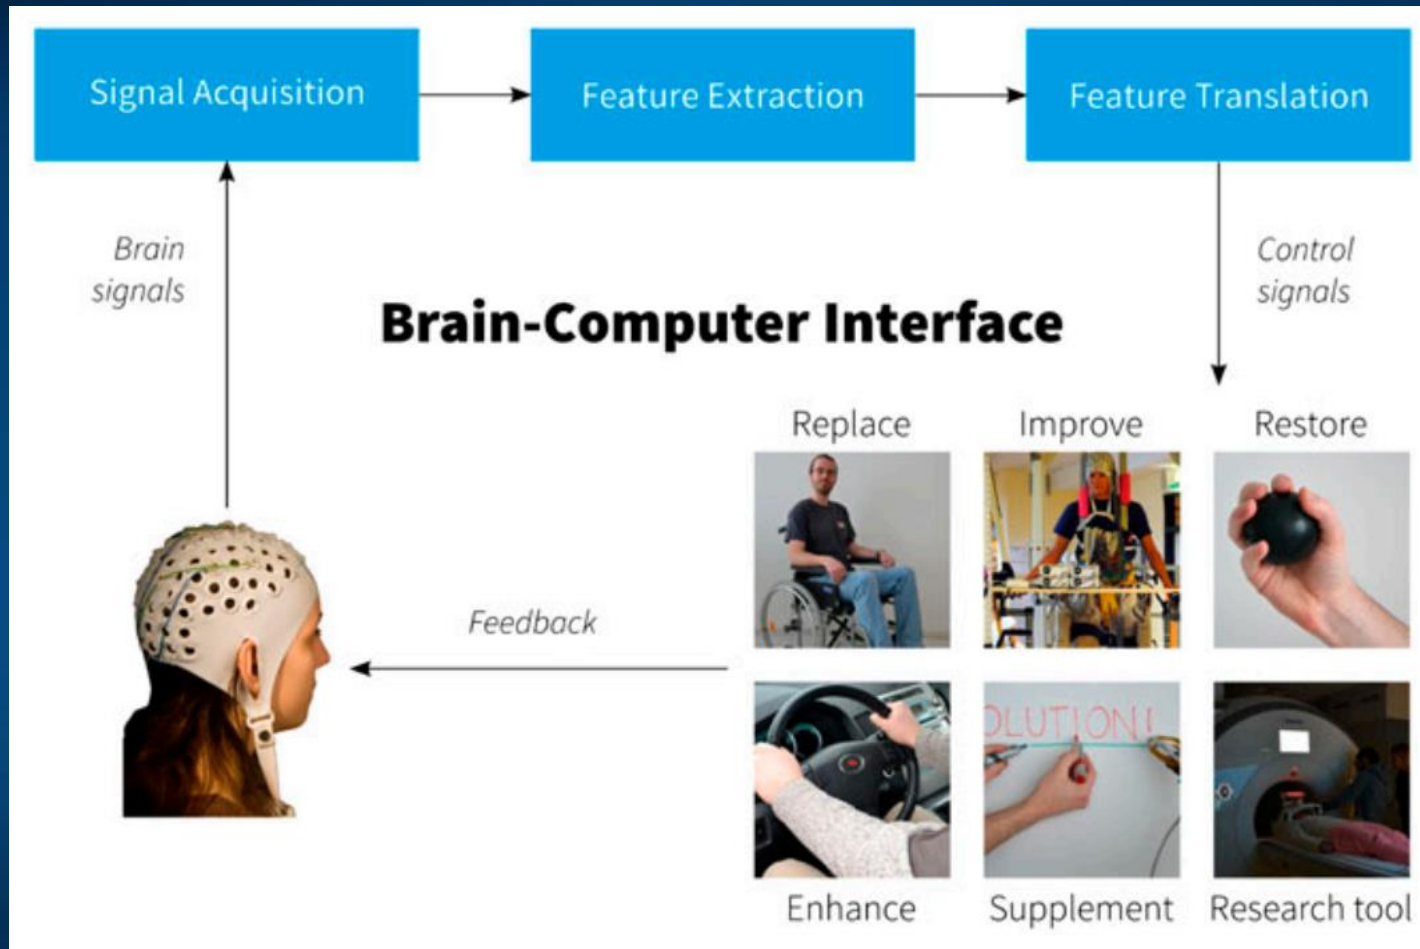 Signal Acquisition
Feature Extraction
Feature Translation
Brain
signals
Control
signals
Brain-Computer Interface
Replace
Improve
Restore
Feedback
OLUTION!
Enhance
Supplement
Research tool